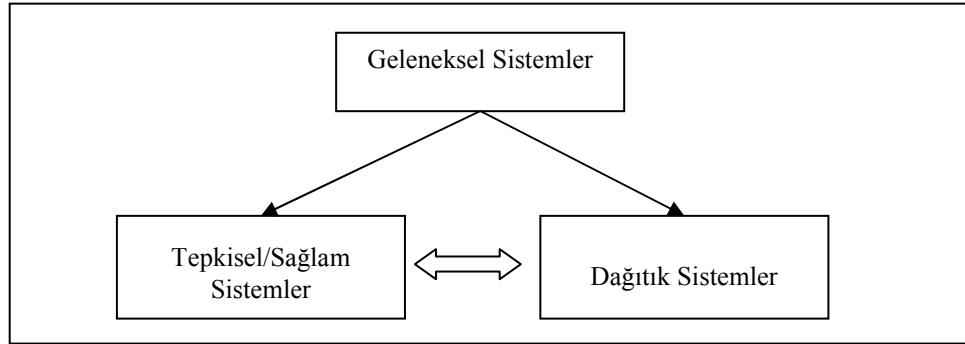 Geleneksel Sistemler
Tepkisel/Sağlam
Sistemler
Dağıtık Sistemler